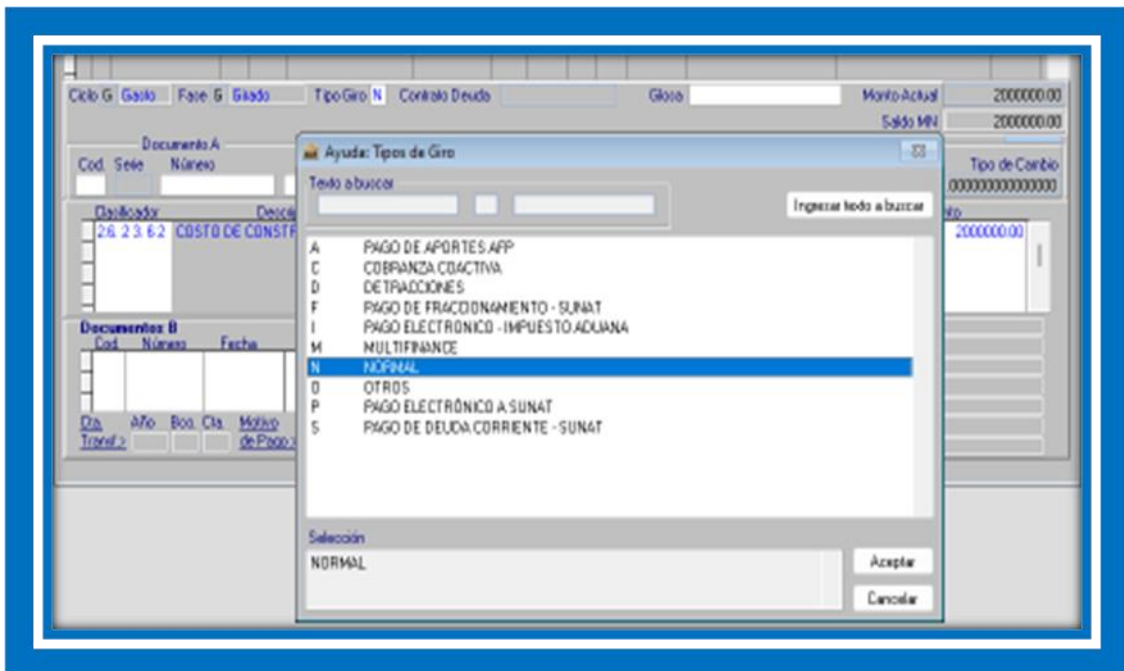 Ciclo G Gasto Fase G Girado Tipo Giro N Contrato Deuda Glosa Monto Actual 2000000.00
Saldo MN 2000000.00
Documento A
Cod. Serie Número Tipo de Cambio
.000000000000000
Clasificador
2.6. 2 3. 6 2 COSTO DE CONSTR 2000000.00
Documentos B
Cod. Número Fecha
Cta. Año Bco. Cta. Motivo
Transf.> de Pago >
Ayuda: Tipos de Giro
Texto a buscar
Ingresar texto a buscar
A PAGO DE APORTES AFP
C COBRANZA COACTIVA
D DETRACCIONES
F PAGO DE FRACCIONAMIENTO - SUNAT
I PAGO ELECTRÓNICO - IMPUESTO ADUANA
M MULTIFINANCE
N NORMAL
O OTROS
P PAGO ELECTRÓNICO A SUNAT
S PAGO DE DEUDA CORRIENTE - SUNAT
Selección
NORMAL
Aceptar
Cancelar